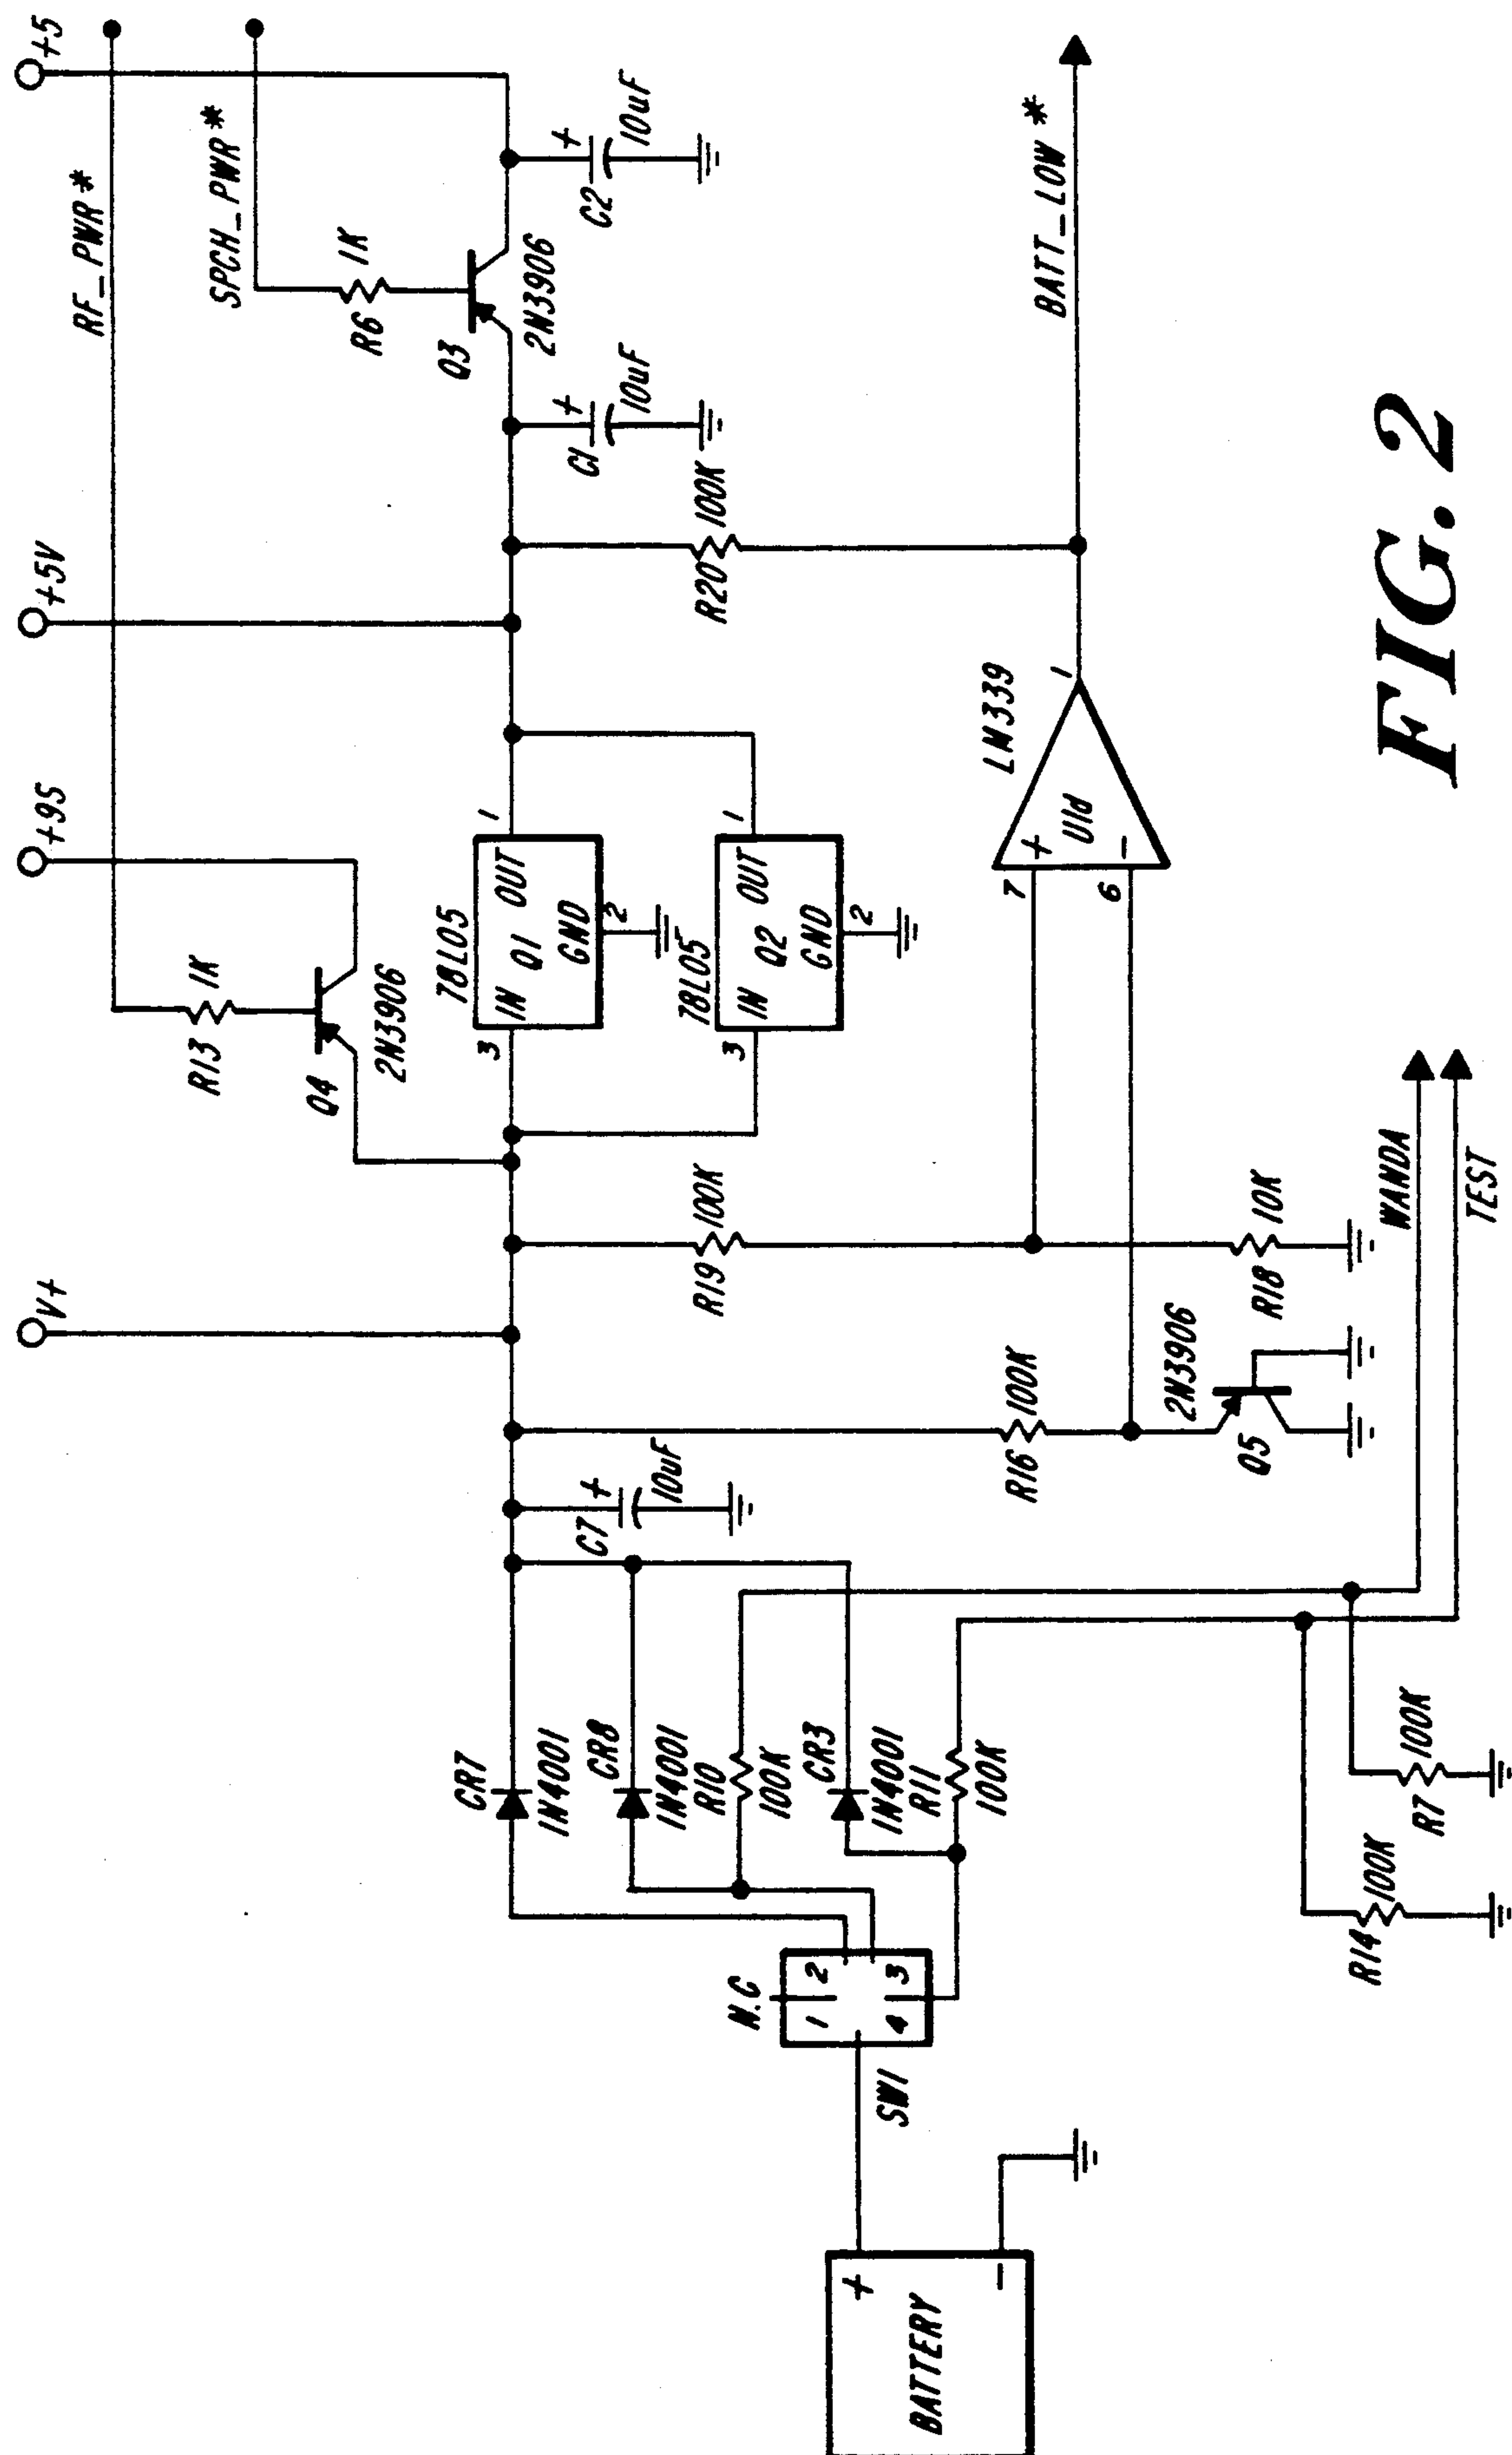 V+
+9S
+5V
+5
RF_PWR*
SPCH_PWR*
R13
1K
Q4
2N3906
R6
1K
Q3
2N3906
78L05
3
IN
OUT
1
Q1
GND
2
78L05
3
IN
OUT
1
Q2
GND
2
C1
+
10uF
C2
+
10uF
CR7
1N4001
CR8
1N4001
R10
100K
CR3
1N4001
R11
100K
C7
+
10uF
R19
100K
R20
100K
R16
100K
LM339
7
+
U1d
1
6
-
BATT_LOW*
2N3906
Q5
R18
10K
N.C
1
2
4
3
SW1
BATTERY
+
-
R14
100K
R7
100K
WANDA
TEST
FIG. 2